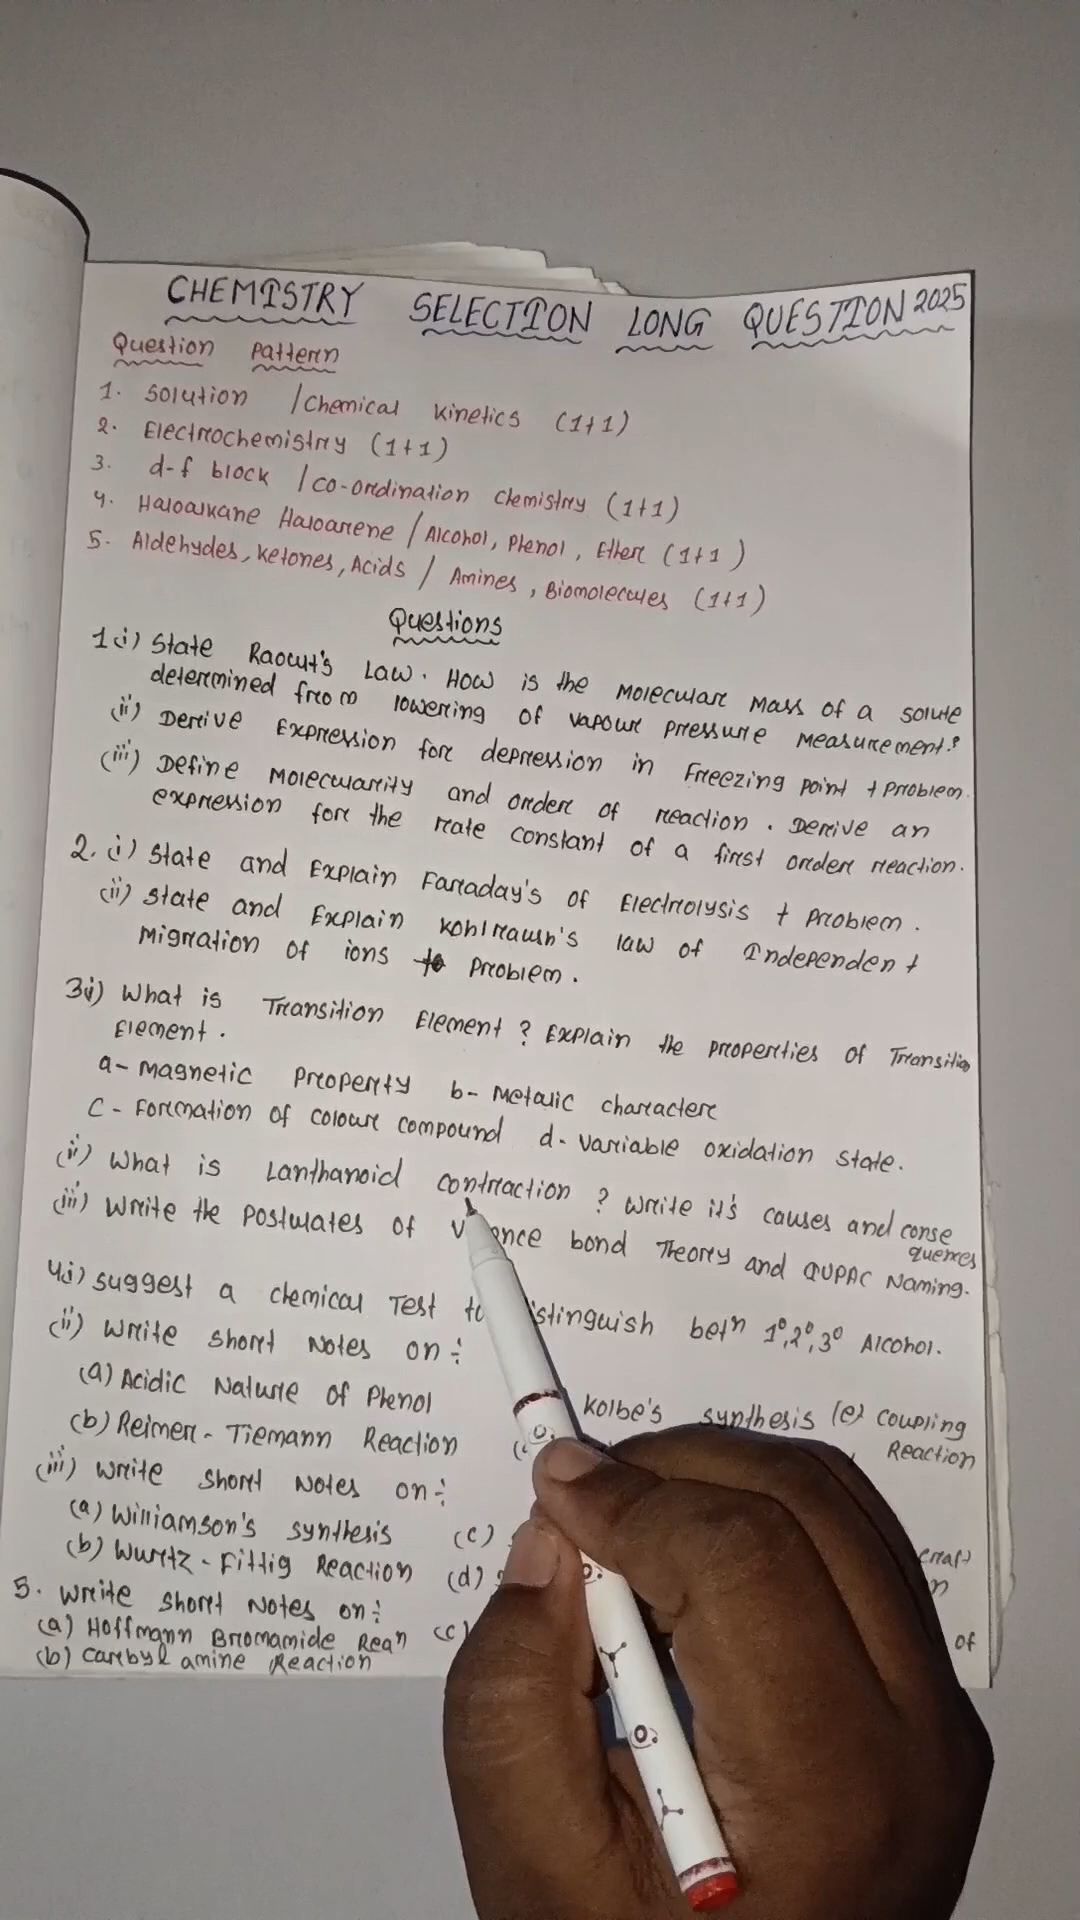 CHEMISTRY SELECTION LONG QUESTION 2025
Question Pattern
1. Solution / Chemical Kinetics (1+1)
2. Electrochemistry (1+1)
3. d-f block / co-ordination chemistry (1+1)
4. Haloalkane Haloarene / Alcohol, Phenol, Ether (1+1)
5. Aldehydes, Ketones, Acids / Amines, Biomolecules (1+1)
Questions
1.i) State Raoult's Law. How is the Molecular Mass of a solute
determined from lowering of vapour pressure measurement?
(ii) Derive Expression for depression in Freezing point + Problem.
(iii) Define Molecularity and order of reaction. Derive an
expression for the rate constant of a first order reaction.
2. (i) State and Explain Faraday's of Electrolysis + Problem.
(ii) State and Explain Kohlraush's law of Independent
Migration of ions Problem.
3i) What is Transition Element? Explain the properties of Transition
Element.
a- Magnetic Property b- Metalic character
c- Formation of colour compound d- variable oxidation state.
(ii) What is Lanthanoid contraction? Write it's causes and conse
quences
(iii) Write the Postulates of bond Theory and IUPAC Naming.
4i) Suggest a chemical Test to distinguish betn 1°, 2°, 3° Alcohol.
(ii) Write Short Notes on :-
(a) Acidic Nature of Phenol Kolbe's synthesis (e) Coupling
(b) Reimer-Tiemann Reaction Reaction
(iii) Write Short Notes on :-
(a) Williamson's synthesis (c)
(b) Wurtz-Fittig Reaction (d)
5. Write Short Notes on :-
(a) Hoffmann Bromamide Rean (c) of
(b) Carbyl amine Reaction